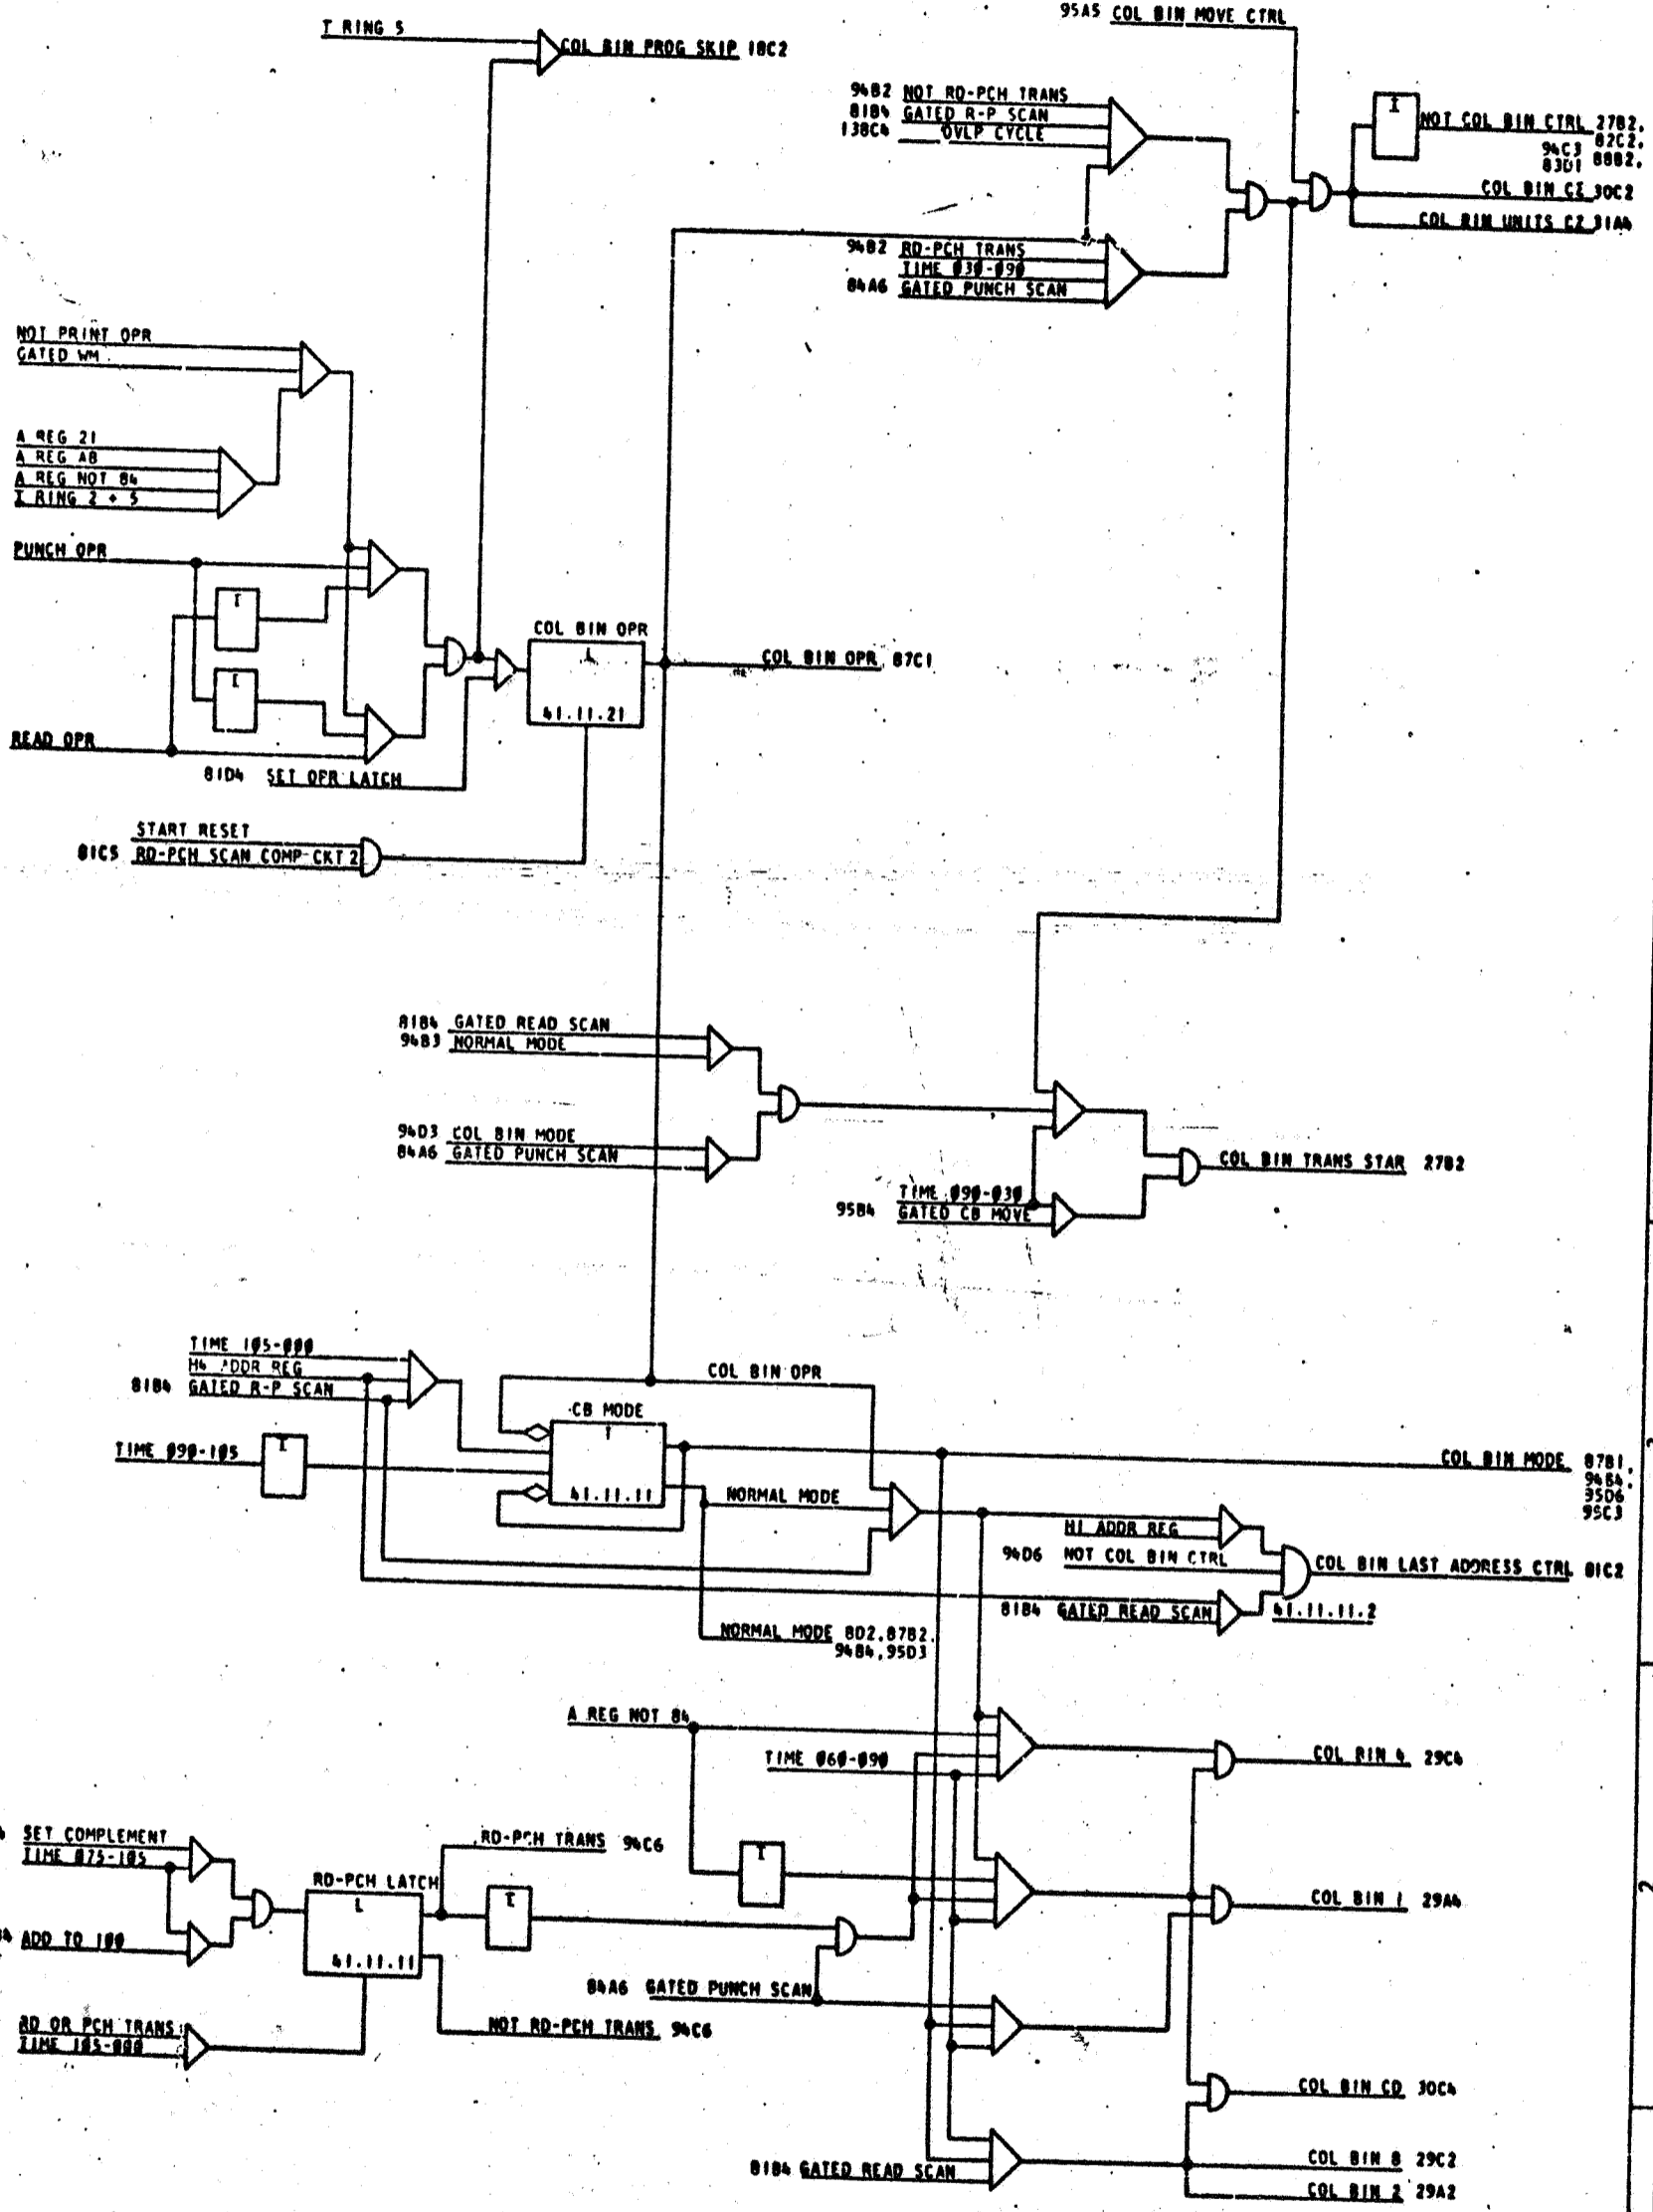 95A5 COL BIN MOVE CTRL
I RING 5
COL BIN PROG SKIP 18C2
94B2 NOT RD-PCH TRANS
81B4 GATED R-P SCAN
138C4 OVLP CYCLE
I
NOT COL BIN CTRL 27B2,
82C2,
94C3 88B2,
83D1
COL BIN CZ 30C2
COL BIN UNITS CZ 31A4
94B2 RD-PCH TRANS
TIME 030-090
84A6 GATED PUNCH SCAN
NOT PRINT OPR
GATED WM
A REG 21
A REG AB
A REG NOT 84
I RING 2 + 5
PUNCH OPR
I
I
READ OPR
81D4 SET OPR LATCH
COL BIN OPR
L
41.11.21
COL BIN OPR 87C1
START RESET
81C5 RD-PCH SCAN COMP CKT 2
81B4 GATED READ SCAN
94B3 NORMAL MODE
94D3 COL BIN MODE
84A6 GATED PUNCH SCAN
COL BIN TRANS STAR 27B2
TIME 090-030
95B4 GATED CB MOVE
TIME 105-000
H4 ADDR REG
81B4 GATED R-P SCAN
COL BIN OPR
CB MODE
T
41.11.11
TIME 090-105
I
COL BIN MODE 87B1,
94B4,
35D6
95C3
NORMAL MODE
H1 ADDR REG
94D6 NOT COL BIN CTRL
COL BIN LAST ADDRESS CTRL 81C2
81B4 GATED READ SCAN
41.11.11.2
NORMAL MODE 8D2,87B2,
94B4,95D3
A REG NOT 84
TIME 060-090
COL BIN 4 29C4
SET COMPLEMENT
TIME 075-105
RD-PCH TRANS 94C6
RD-PCH LATCH
L
41.11.11
I
I
COL BIN 1 29A4
ADD TO 100
84A6 GATED PUNCH SCAN
RD OR PCH TRANS
TIME 105-000
NOT RD-PCH TRANS 94C6
2
COL BIN CD 30C4
81B4 GATED READ SCAN
COL BIN 8 29C2
COL BIN 2 29A2